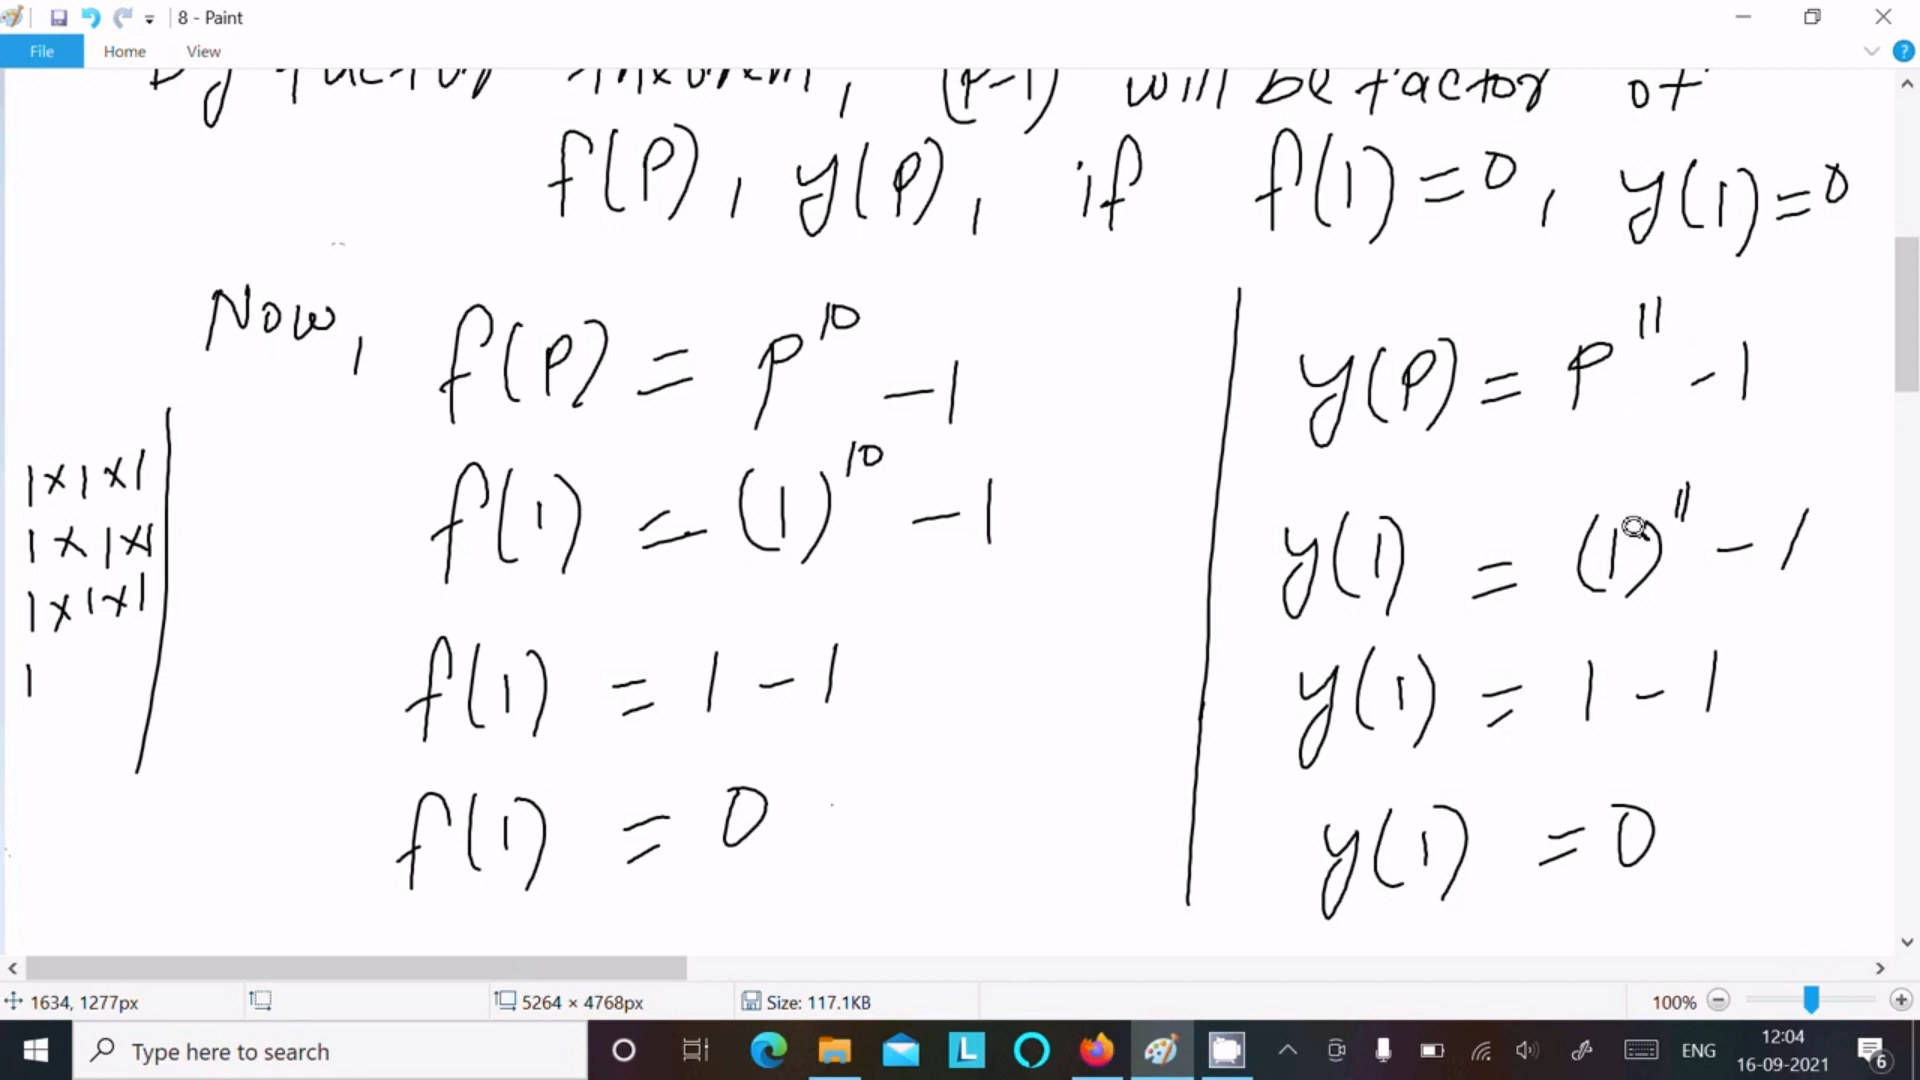 8 - Paint
File Home View
By factor theorem, (P-1) will be factor of
f(P), y(P), if f(1)=0, y(1)=0
Now, f(P) = P¹⁰ - 1
f(1) = (1)¹⁰ - 1
f(1) = 1 - 1
f(1) = 0
1×1×1
1×1×1
1×1×1
1
y(P) = P¹¹ - 1
y(1) = (1)¹¹ - 1
y(1) = 1 - 1
y(1) = 0
1634, 1277px 5264 × 4768px Size: 117.1KB 100%
Type here to search ENG 12:04
16-09-2021 6